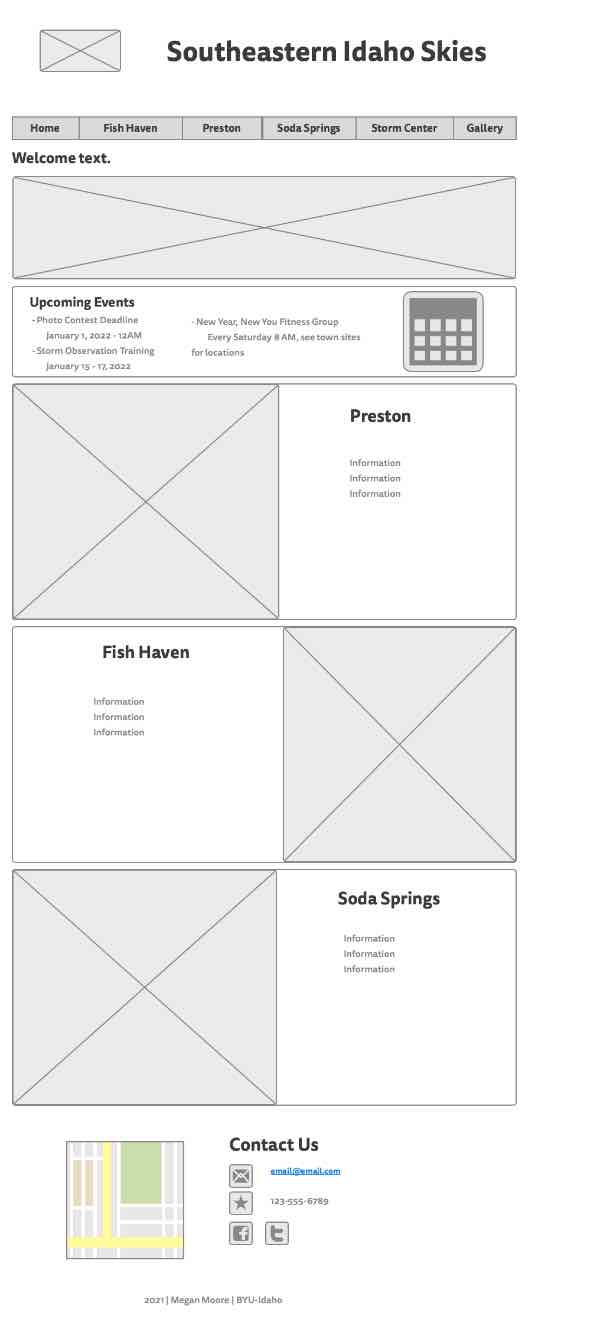 Southeastern Idaho Skies
Home Fish Haven Preston Soda Springs Storm Center Gallery
Welcome text.
Upcoming Events
- Photo Contest Deadline
January 1, 2022 - 12AM
- Storm Observation Training
January 15 - 17, 2022
- New Year, New You Fitness Group
Every Saturday 8 AM, see town sites
for locations
Preston
Information
Information
Information
Fish Haven
Information
Information
Information
Soda Springs
Information
Information
Information
Contact Us
email@email.com
123-555-6789
2021 | Megan Moore | BYU-Idaho